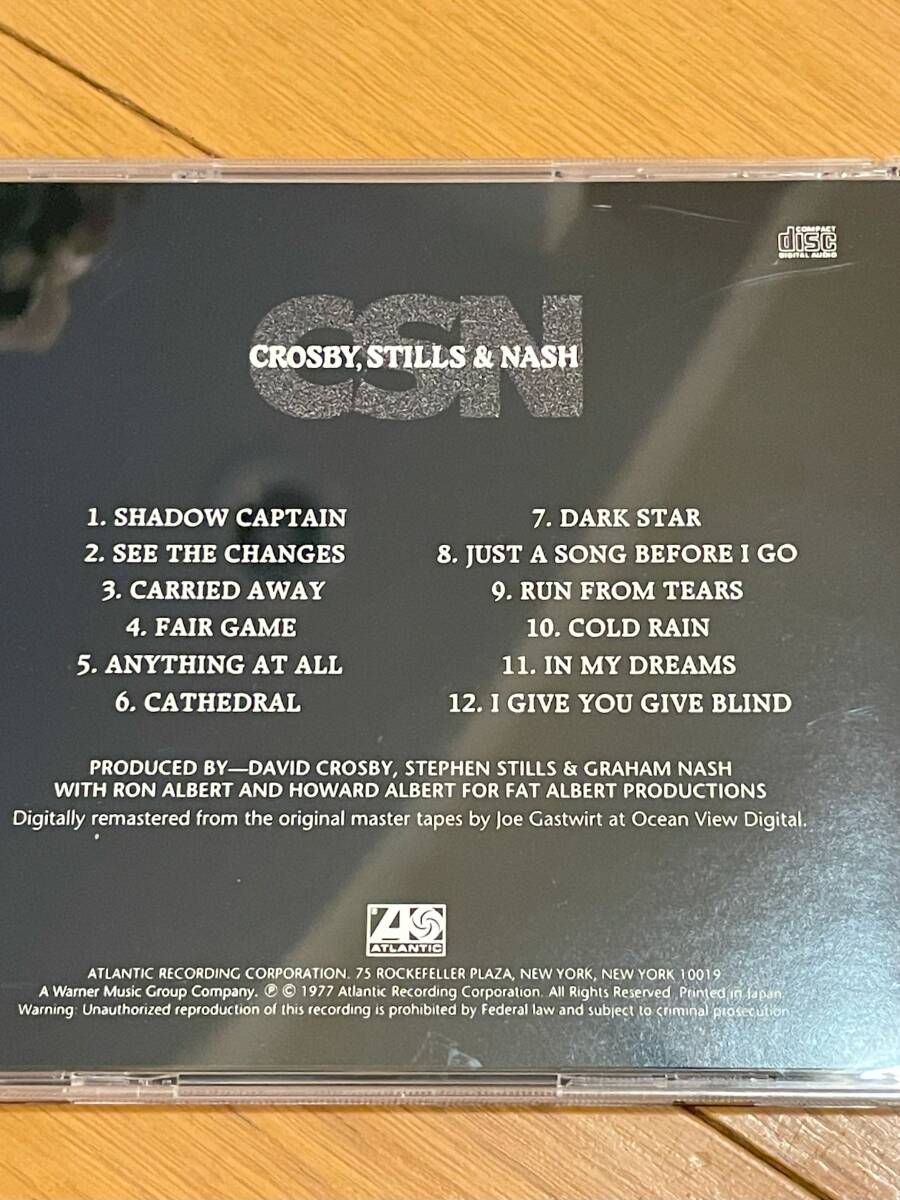 COMPACT
disc
DIGITAL AUDIO
CSN
CROSBY, STILLS & NASH
1. SHADOW CAPTAIN
2. SEE THE CHANGES
3. CARRIED AWAY
4. FAIR GAME
5. ANYTHING AT ALL
6. CATHEDRAL
7. DARK STAR
8. JUST A SONG BEFORE I GO
9. RUN FROM TEARS
10. COLD RAIN
11. IN MY DREAMS
12. I GIVE YOU GIVE BLIND
PRODUCED BY—DAVID CROSBY, STEPHEN STILLS & GRAHAM NASH
WITH RON ALBERT AND HOWARD ALBERT FOR FAT ALBERT PRODUCTIONS
Digitally remastered from the original master tapes by Joe Gastwirt at Ocean View Digital.
ATLANTIC
ATLANTIC RECORDING CORPORATION. 75 ROCKEFELLER PLAZA, NEW YORK, NEW YORK 10019
A Warner Music Group Company. ℗ © 1977 Atlantic Recording Corporation. All Rights Reserved. Printed in Japan.
Warning: Unauthorized reproduction of this recording is prohibited by Federal law and subject to criminal prosecution.